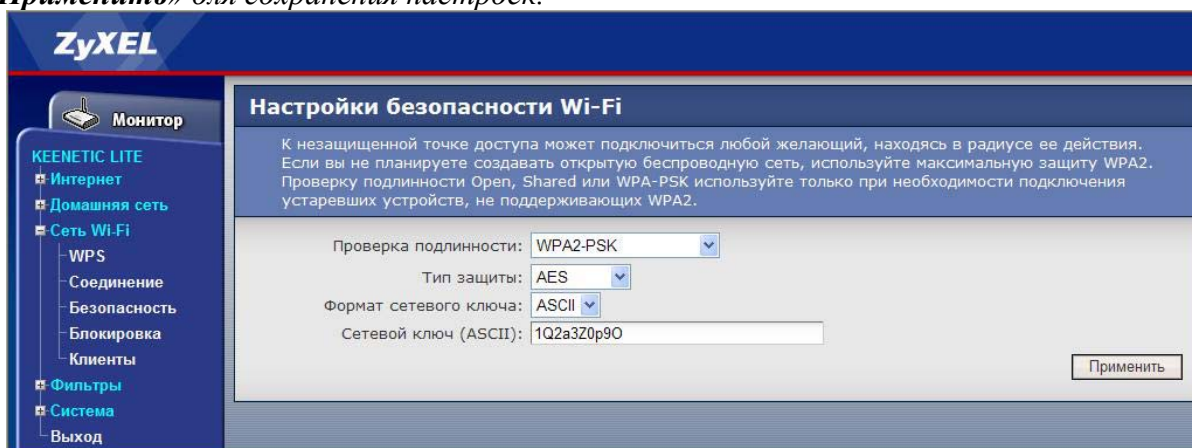 Применить» для сохранения настроек.
ZyXEL
Монитор
KEENETIC LITE
Интернет
Домашняя сеть
Сеть Wi-Fi
WPS
Соединение
Безопасность
Блокировка
Клиенты
Фильтры
Система
Выход
Настройки безопасности Wi-Fi
К незащищенной точке доступа может подключиться любой желающий, находясь в радиусе ее действия.
Если вы не планируете создавать открытую беспроводную сеть, используйте максимальную защиту WPA2.
Проверку подлинности Open, Shared или WPA-PSK используйте только при необходимости подключения
устаревших устройств, не поддерживающих WPA2.
Проверка подлинности: WPA2-PSK
Тип защиты: AES
Формат сетевого ключа: ASCII
Сетевой ключ (ASCII): 1Q2a3Z0p9O
Применить